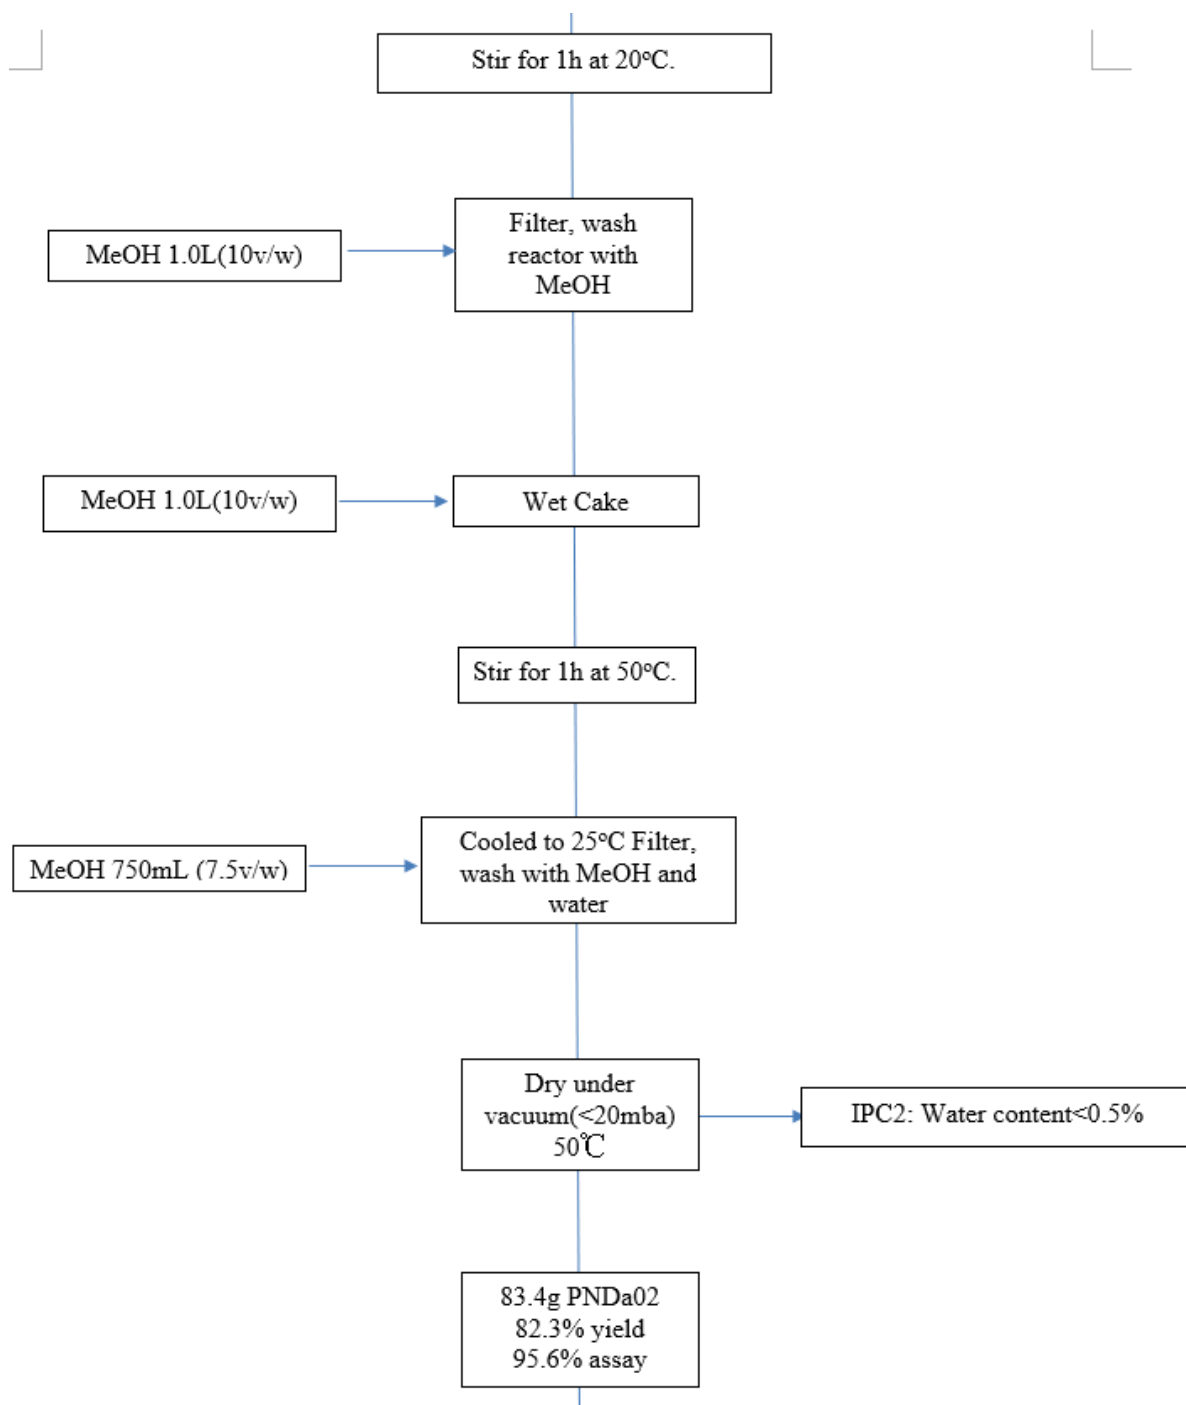 Stir for 1h at 20°C.
Filter, wash
reactor with
MeOH
MeOH 1.0L(10v/w)
MeOH 1.0L(10v/w)
Wet Cake
Stir for 1h at 50°C.
Cooled to 25°C Filter,
wash with MeOH and
water
MeOH 750mL (7.5v/w)
Dry under
vacuum(<20mba)
50℃
IPC2: Water content<0.5%
83.4g PNDa02
82.3% yield
95.6% assay